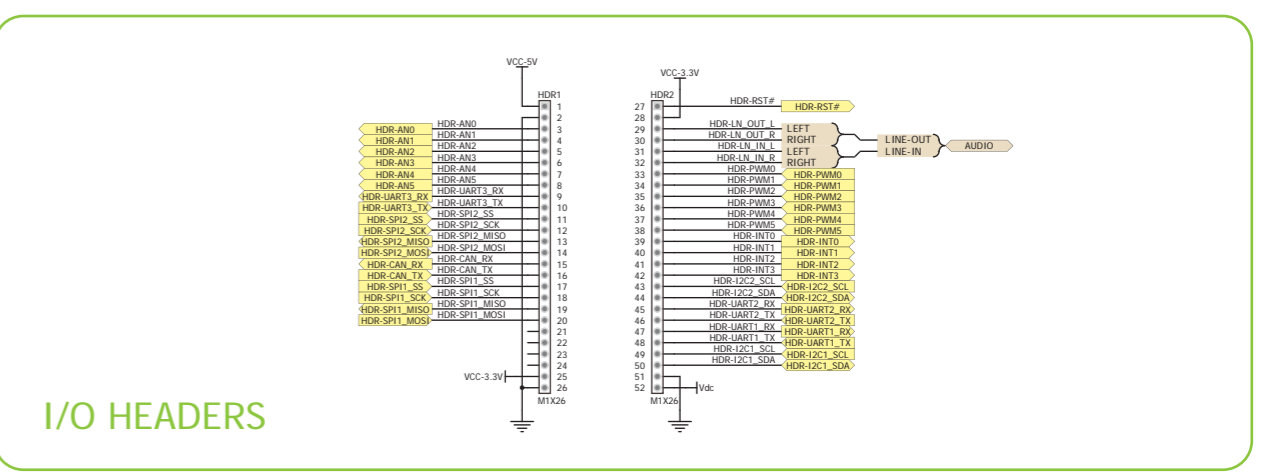 VCC-5V
HDR1
1
2
HDR-AN0 HDR-AN0 3
HDR-AN1 HDR-AN1 4
HDR-AN2 HDR-AN2 5
HDR-AN3 HDR-AN3 6
HDR-AN4 HDR-AN4 7
HDR-AN5 HDR-AN5 8
HDR-UART3_RX HDR-UART3_RX 9
HDR-UART3_TX HDR-UART3_TX 10
HDR-SPI2_SS HDR-SPI2_SS 11
HDR-SPI2_SCK HDR-SPI2_SCK 12
HDR-SPI2_MISO HDR-SPI2_MISO 13
HDR-SPI2_MOSI HDR-SPI2_MOSI 14
HDR-CAN_RX HDR-CAN_RX 15
HDR-CAN_TX HDR-CAN_TX 16
HDR-SPI1_SS HDR-SPI1_SS 17
HDR-SPI1_SCK HDR-SPI1_SCK 18
HDR-SPI1_MISO HDR-SPI1_MISO 19
HDR-SPI1_MOSI HDR-SPI1_MOSI 20
21
22
23
24
VCC-3.3V 25
26
M1X26
VCC-3.3V
HDR2
27 HDR-RST# HDR-RST#
28
29 HDR-LN_OUT_L LEFT
30 HDR-LN_OUT_R RIGHT
31 HDR-LN_IN_L LEFT
32 HDR-LN_IN_R RIGHT
LINE-OUT
LINE-IN
AUDIO
33 HDR-PWM0 HDR-PWM0
34 HDR-PWM1 HDR-PWM1
35 HDR-PWM2 HDR-PWM2
36 HDR-PWM3 HDR-PWM3
37 HDR-PWM4 HDR-PWM4
38 HDR-PWM5 HDR-PWM5
39 HDR-INT0 HDR-INT0
40 HDR-INT1 HDR-INT1
41 HDR-INT2 HDR-INT2
42 HDR-INT3 HDR-INT3
43 HDR-I2C2_SCL HDR-I2C2_SCL
44 HDR-I2C2_SDA HDR-I2C2_SDA
45 HDR-UART2_RX HDR-UART2_RX
46 HDR-UART2_TX HDR-UART2_TX
47 HDR-UART1_RX HDR-UART1_RX
48 HDR-UART1_TX HDR-UART1_TX
49 HDR-I2C1_SCL HDR-I2C1_SCL
50 HDR-I2C1_SDA HDR-I2C1_SDA
51
52 Vdc
M1X26
I/O HEADERS